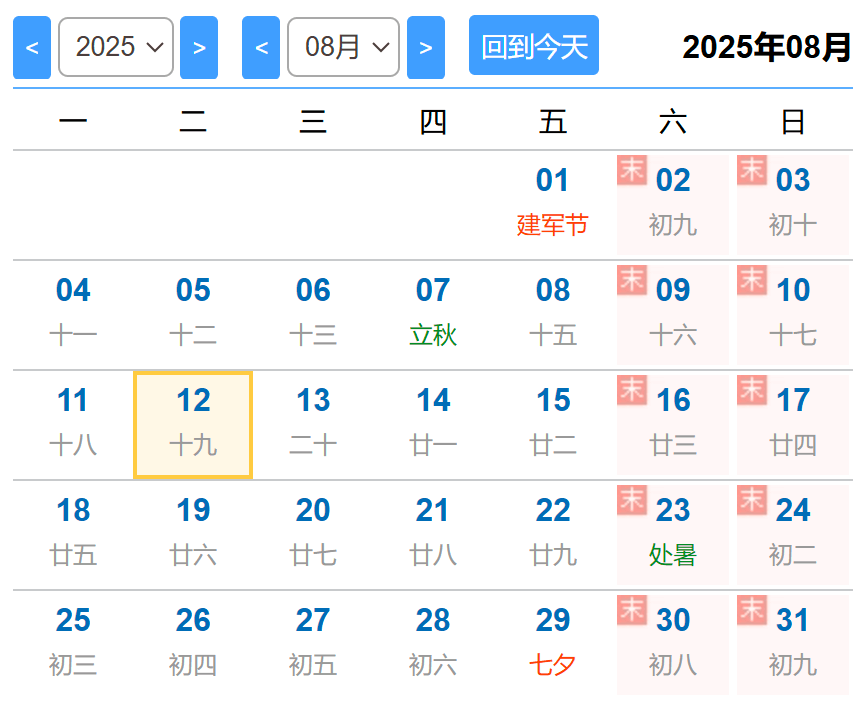 < 2025 > < 08月 > 回到今天 2025年08月
一 二 三 四 五 六 日
01 末 02 末 03
建军节 初九 初十
04 05 06 07 08 末 09 末 10
十一 十二 十三 立秋 十五 十六 十七
11 12 13 14 15 末 16 末 17
十八 十九 二十 廿一 廿二 廿三 廿四
18 19 20 21 22 末 23 末 24
廿五 廿六 廿七 廿八 廿九 处暑 初二
25 26 27 28 29 末 30 末 31
初三 初四 初五 初六 七夕 初八 初九